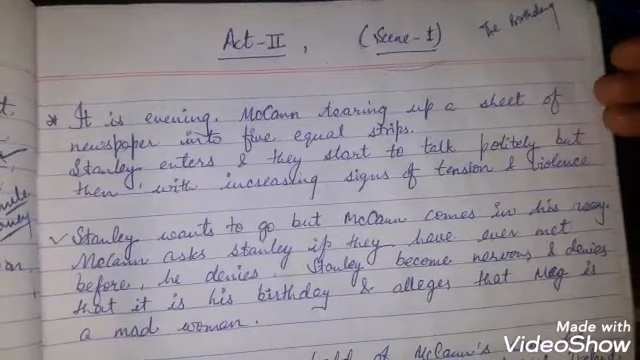 Act-II, (Scene-I) The Birthday
* It is evening. McCann tearing up a sheet of
newspaper into five equal strips.
Stanley enters & they start to talk politely but
then, with increasing signs of tension & violence
✓ Stanley wants to go but McCann comes in his way.
McCann asks Stanley if they have ever met
before, he denies. Stanley become nervous & denies
that it is his birthday & alleges that Meg is
a mad woman.
of McCann's
t.
Made with
VideoShow